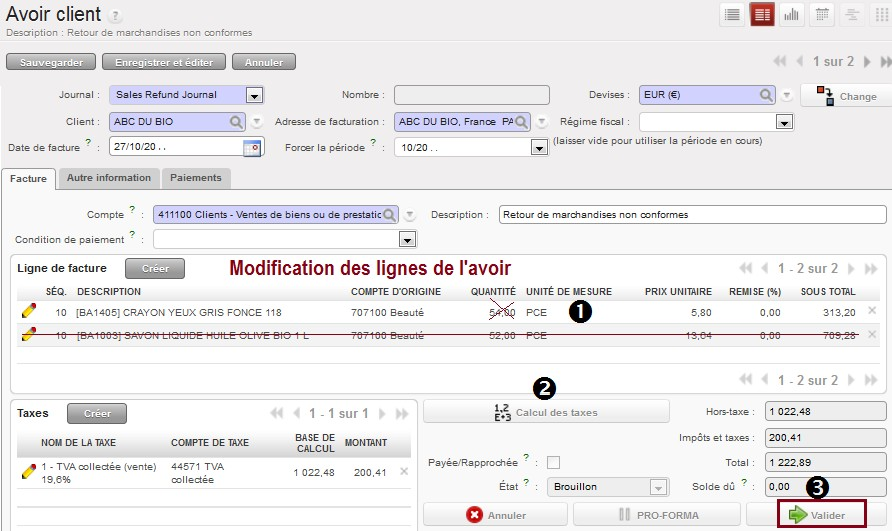 Avoir client ?
Description : Retour de marchandises non conformes
Sauvegarder Enregistrer et éditer Annuler
1 sur 2
Journal : Sales Refund Journal Nombre : Devises : EUR (€) Change
Client : ABC DU BIO Adresse de facturation : ABC DU BIO, France PA Régime fiscal :
Date de facture ? : 27/10/20 . . Forcer la période ? : 10/20 . . (laisser vide pour utiliser la période en cours)
Facture Autre information Paiements
Compte ? : 411100 Clients - Ventes de biens ou de prestatic Description : Retour de marchandises non conformes
Condition de paiement ? :
Ligne de facture Créer Modification des lignes de l'avoir 1 - 2 sur 2
SÉQ. DESCRIPTION COMPTE D'ORIGINE QUANTITÉ UNITÉ DE MESURE PRIX UNITAIRE REMISE (%) SOUS TOTAL
10 [BA1405] CRAYON YEUX GRIS FONCE 118 707100 Beauté 54,00 PCE 1 5,80 0,00 313,20
10 [BA1003] SAVON LIQUIDE HUILE OLIVE BIO 1 L 707100 Beauté 52,00 PCE 13,64 0,00 709,28
1 - 2 sur 2
Taxes Créer 1 - 1 sur 1
NOM DE LA TAXE COMPTE DE TAXE BASE DE CALCUL MONTANT
1 - TVA collectée (vente) 19,6% 44571 TVA collectée 1 022,48 200,41
2
1,2 E+3 Calcul des taxes
Hors-taxe : 1 022,48
Impôts et taxes : 200,41
Payée/Rapprochée ? : Total : 1 222,89
État ? : Brouillon Solde dû ? : 0,00 3
Annuler PRO-FORMA Valider